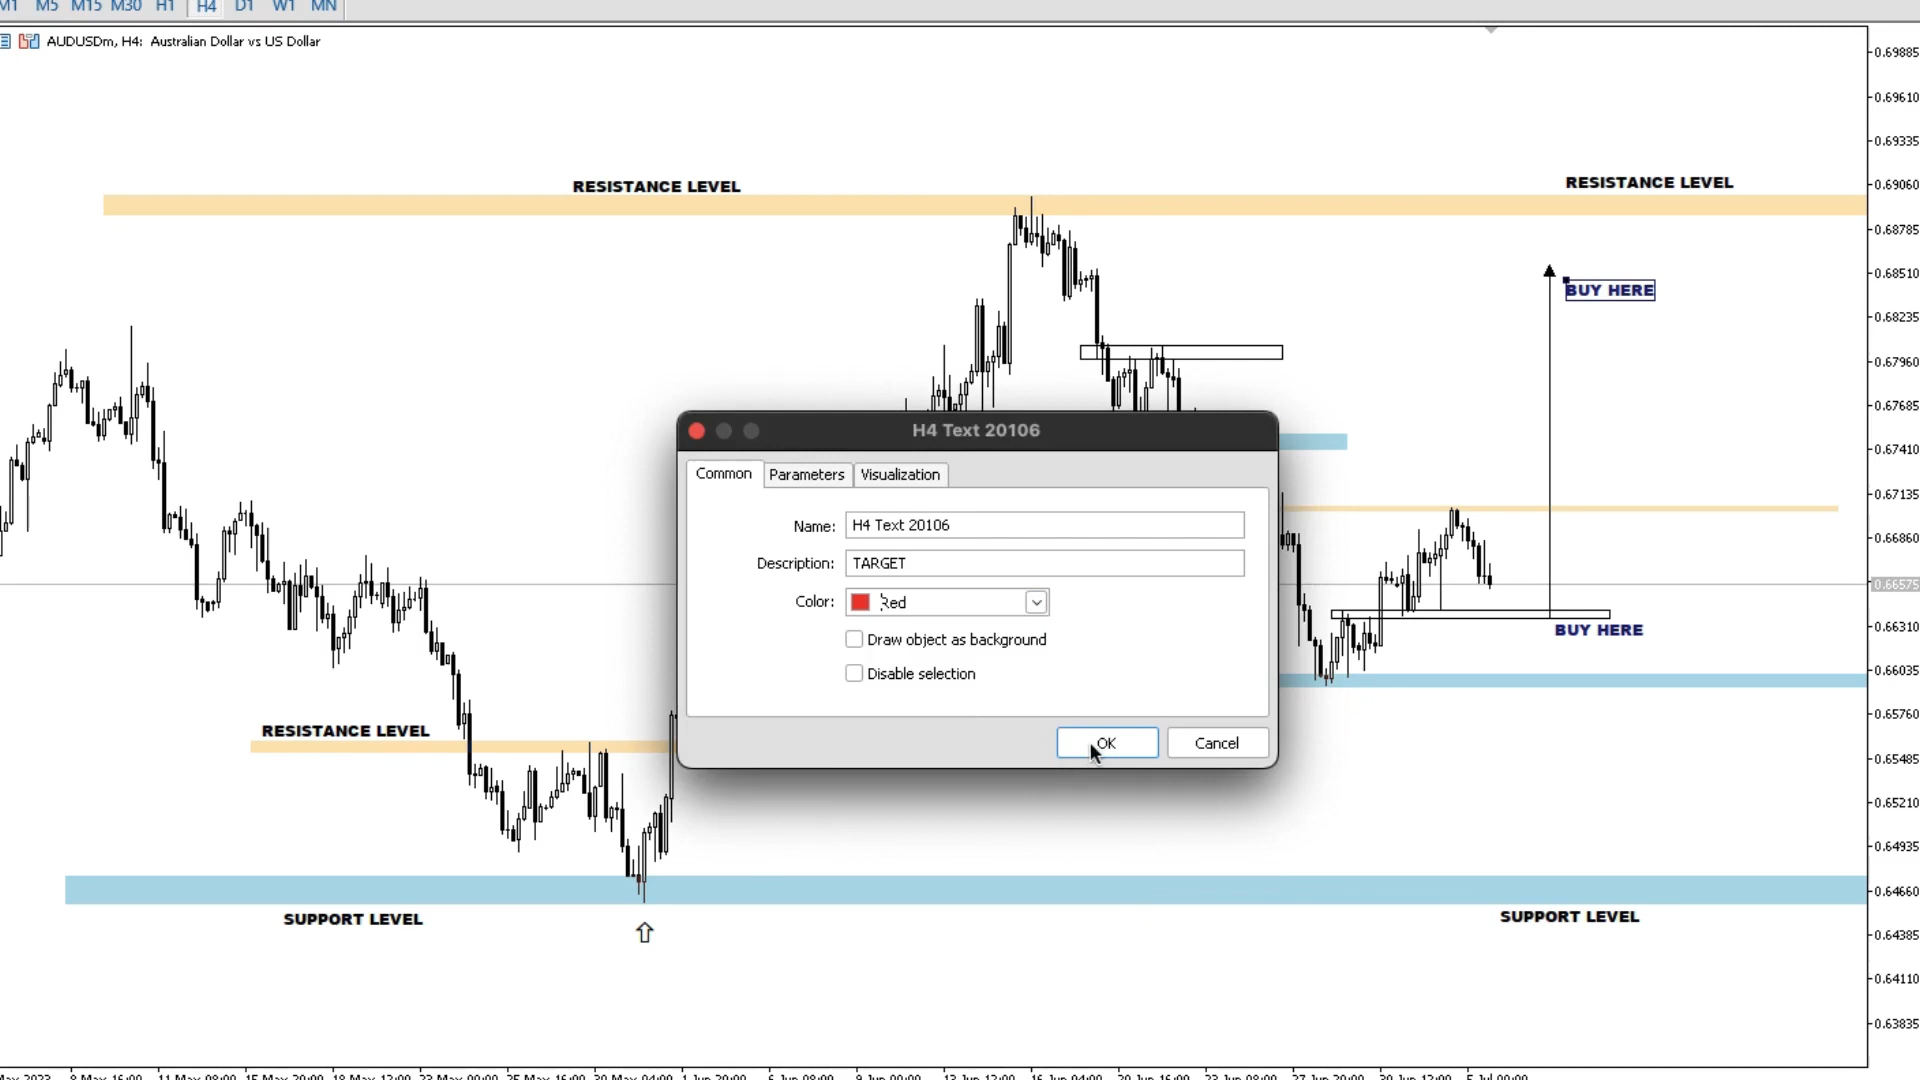 M5 M15 M30 H1 H4 D1 W1 MN
AUDUSDm, H4: Australian Dollar vs US Dollar
0.69885
0.69610
0.69335
RESISTANCE LEVEL
RESISTANCE LEVEL
0.69060
0.68785
0.68510
BUY HERE
0.68235
0.67960
0.67685
H4 Text 20106
0.67410
Common Parameters Visualization
0.67135
Name: H4 Text 20106
0.66860
Description: TARGET
0.66575
Color: Red
0.66310
BUY HERE
Draw object as background
Disable selection
0.66035
0.65760
RESISTANCE LEVEL
OK Cancel
0.65485
0.65210
0.64935
0.64660
SUPPORT LEVEL
SUPPORT LEVEL
0.64385
0.64110
0.63835